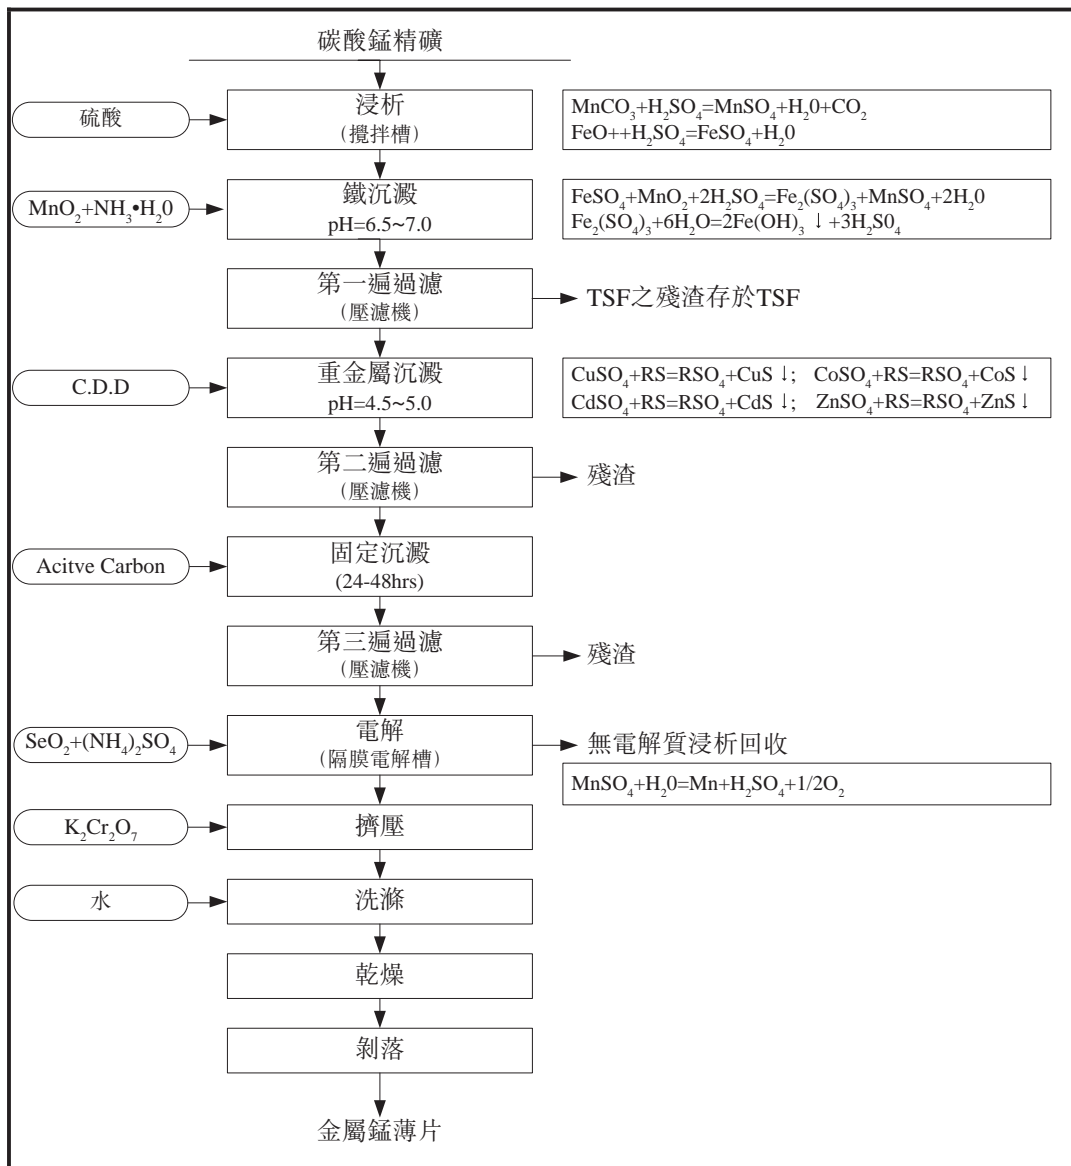 碳酸錳精礦
硫酸
浸析
(攪拌槽)
MnCO₃+H₂SO₄=MnSO₄+H₂0+CO₂
FeO++H₂SO₄=FeSO₄+H₂0
MnO₂+NH₃•H₂0
鐵沉澱
pH=6.5~7.0
FeSO₄+MnO₂+2H₂SO₄=Fe₂(SO₄)₃+MnSO₄+2H₂0
Fe₂(SO₄)₃+6H₂O=2Fe(OH)₃↓+3H₂S0₄
第一遍過濾
(壓濾機)
TSF之殘渣存於TSF
C.D.D
重金屬沉澱
pH=4.5~5.0
CuSO₄+RS=RSO₄+CuS↓; CoSO₄+RS=RSO₄+CoS↓
CdSO₄+RS=RSO₄+CdS↓; ZnSO₄+RS=RSO₄+ZnS↓
第二遍過濾
(壓濾機)
殘渣
Acitve Carbon
固定沉澱
(24-48hrs)
第三遍過濾
(壓濾機)
殘渣
SeO₂+(NH₄)₂SO₄
電解
(隔膜電解槽)
無電解質浸析回收
MnSO₄+H₂0=Mn+H₂SO₄+1/2O₂
K₂Cr₂O₇
擠壓
水
洗滌
乾燥
剝落
金屬錳薄片